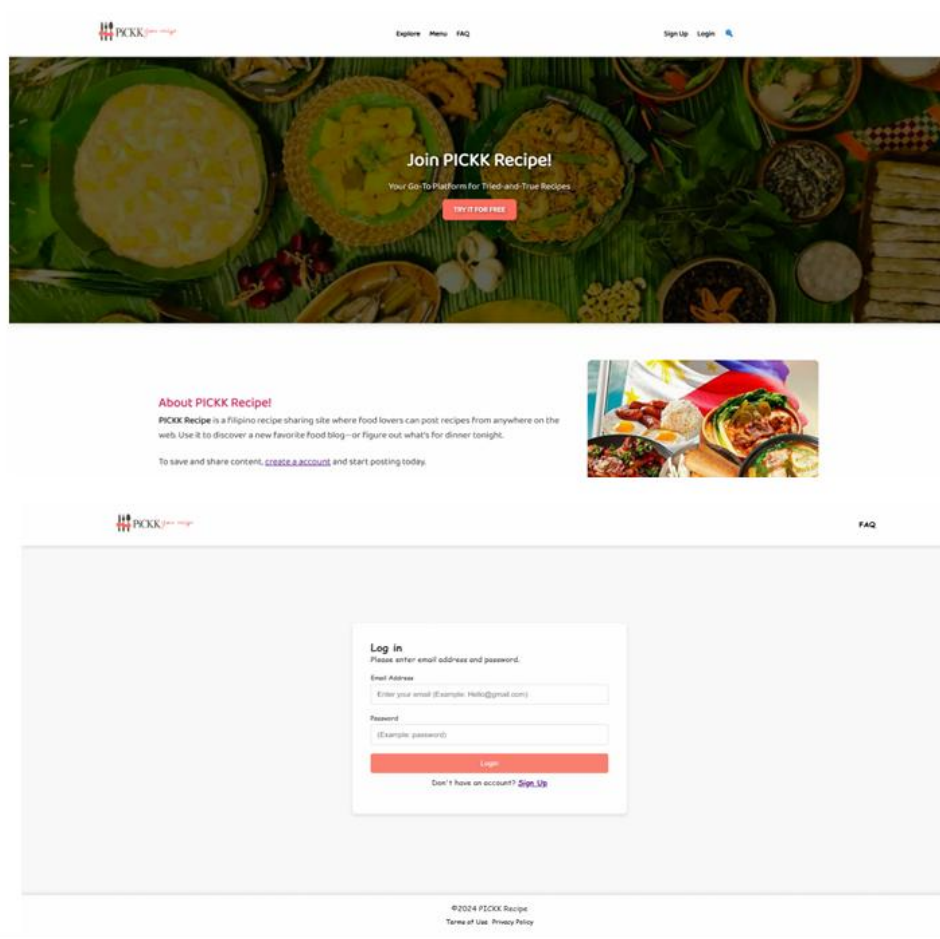 PICKK your recipe
Explore Menu FAQ
Sign Up Login
Join PICKK Recipe!
Your Go-To Platform for Tried-and-True Recipes
TRY IT FOR FREE
About PICKK Recipe!
PICKK Recipe is a Filipino recipe sharing site where food lovers can post recipes from anywhere on the
web. Use it to discover a new favorite food blog—or figure out what's for dinner tonight.
To save and share content, create a account and start posting today.
PICKK your recipe
FAQ
Log in
Please enter email address and password.
Email Address
Enter your email (Example: Hello@gmail.com)
Password
(Example: password)
Login
Don't have an account? Sign Up
©2024 PICKK Recipe
Terms of Use Privacy Policy